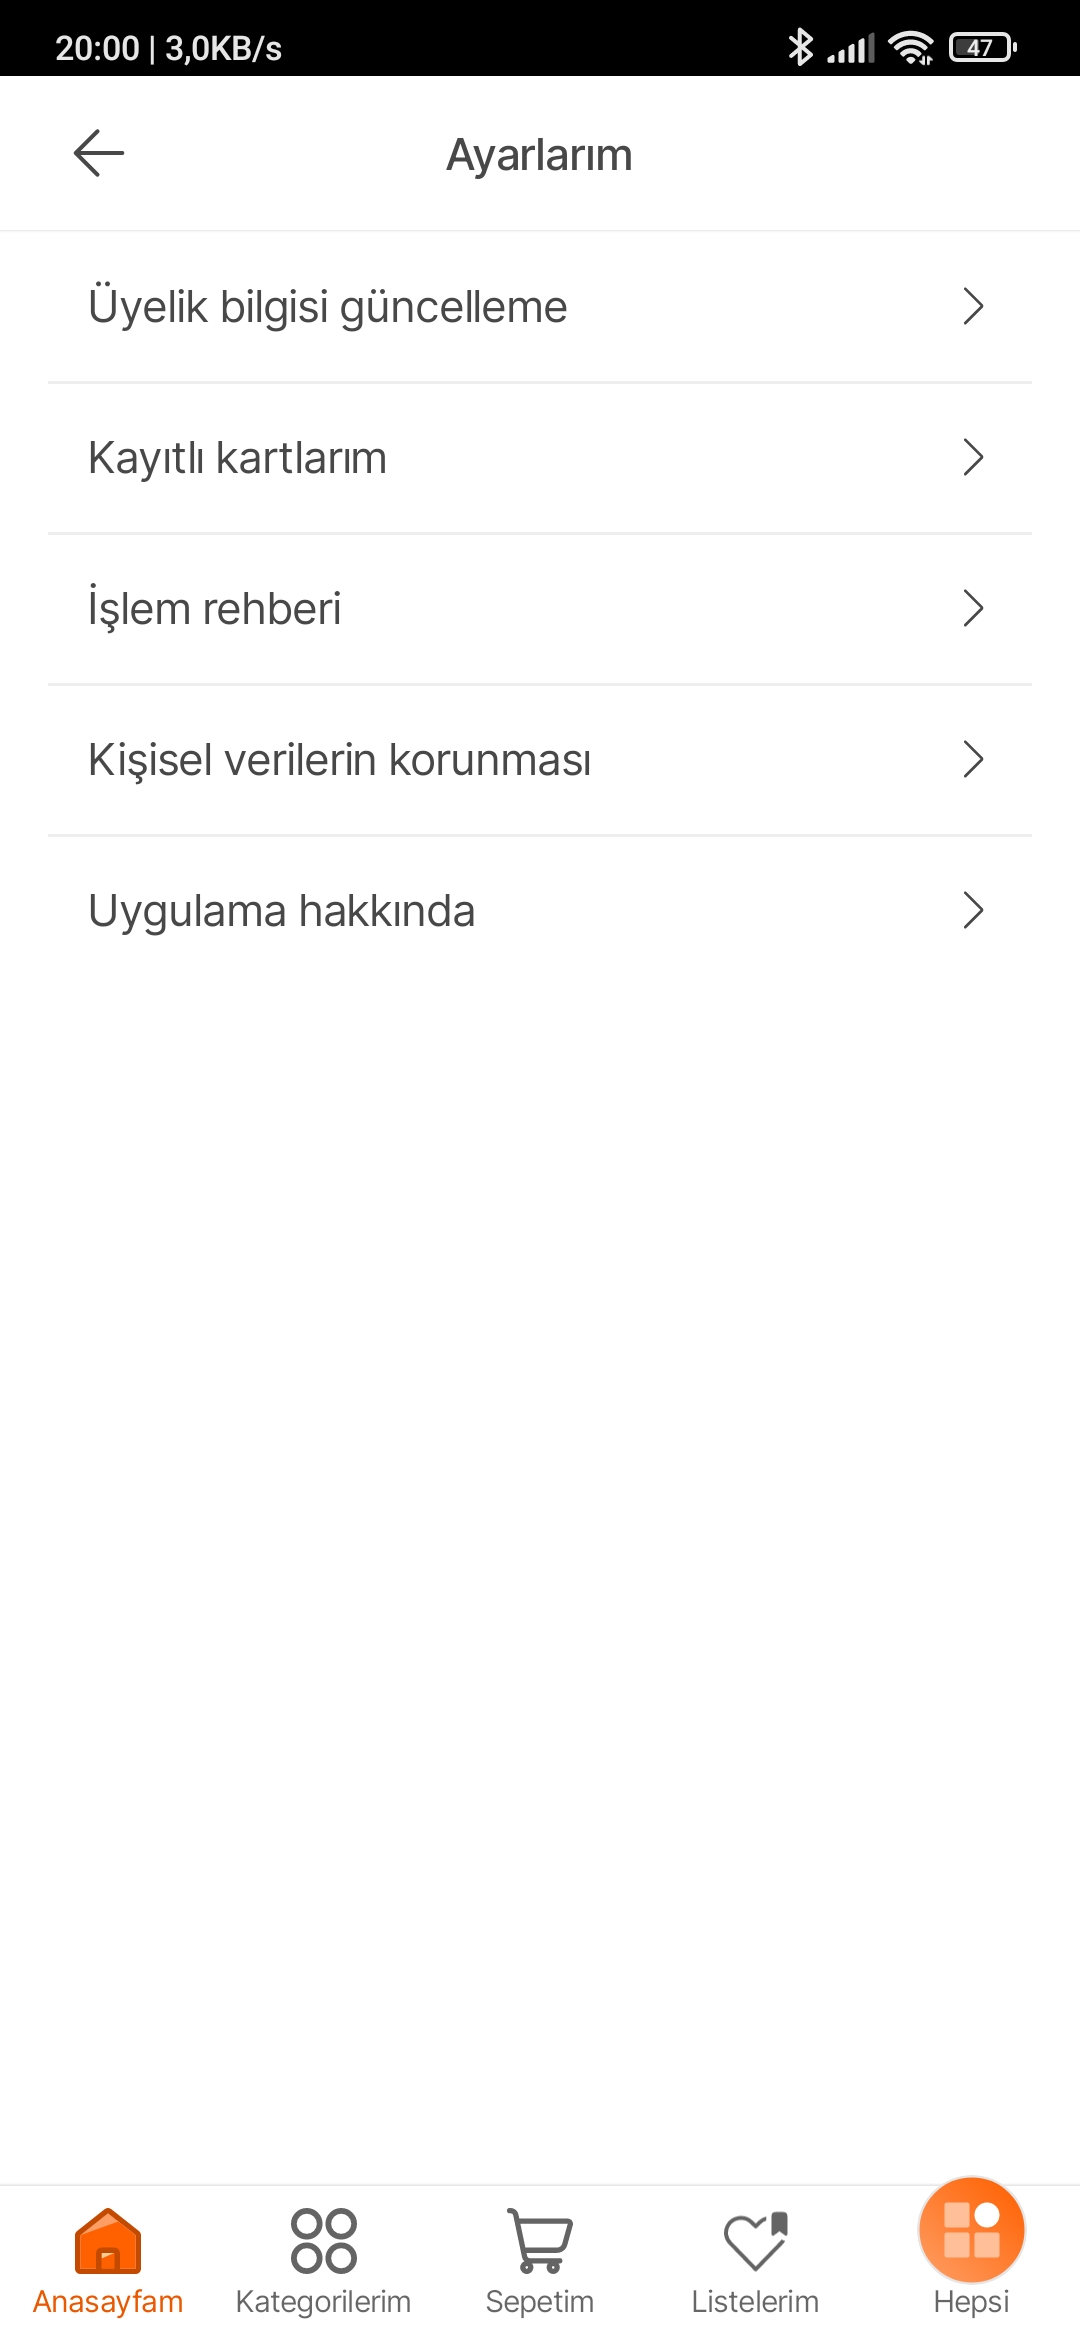 20:00 | 3,0KB/s
47
Ayarlarım
Üyelik bilgisi güncelleme
Kayıtlı kartlarım
İşlem rehberi
Kişisel verilerin korunması
Uygulama hakkında
Anasayfam
Kategorilerim
Sepetim
Listelerim
Hepsi